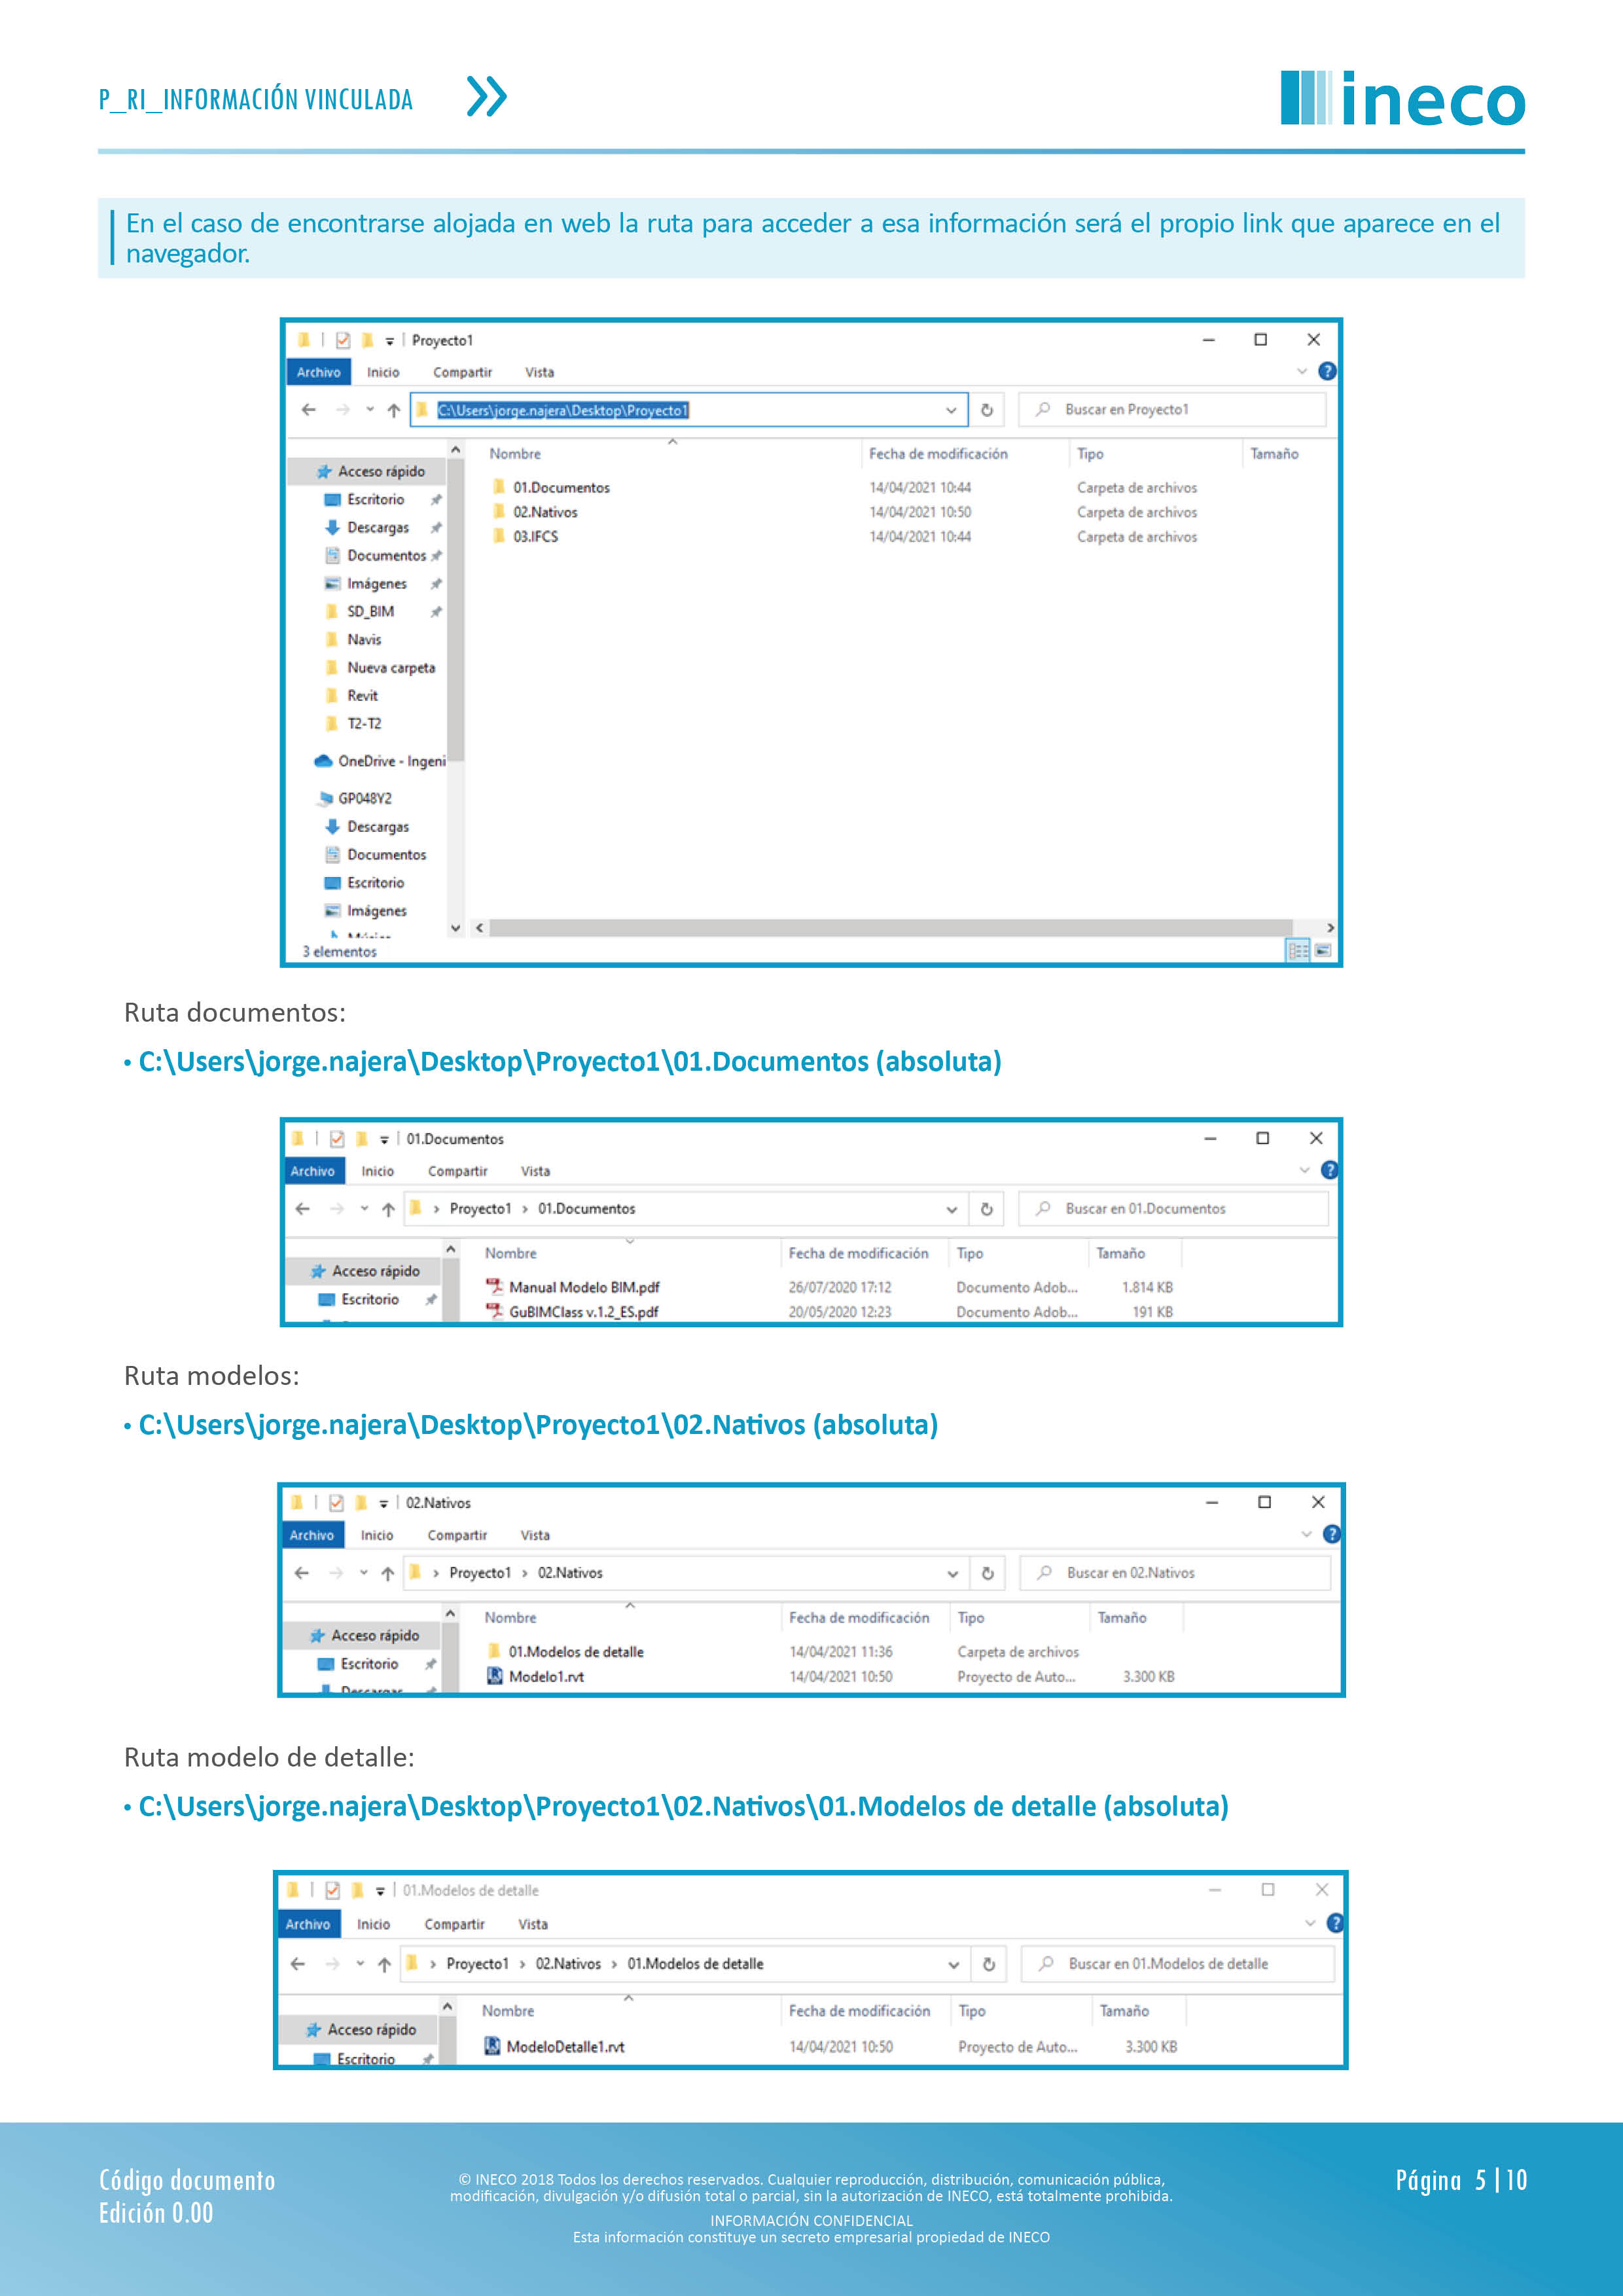 P_RI_INFORMACIÓN VINCULADA
ineco
En el caso de encontrarse alojada en web la ruta para acceder a esa información será el propio link que aparece en el
navegador.
Proyecto1
Archivo Inicio Compartir Vista
C:\Users\jorge.najera\Desktop\Proyecto1 Buscar en Proyecto1
Nombre Fecha de modificación Tipo Tamaño
Acceso rápido
01.Documentos 14/04/2021 10:44 Carpeta de archivos
Escritorio
02.Nativos 14/04/2021 10:50 Carpeta de archivos
Descargas
03.IFCS 14/04/2021 10:44 Carpeta de archivos
Documentos
Imágenes
SD_BIM
Navis
Nueva carpeta
Revit
T2-T2
OneDrive - Ingeni
GP048Y2
Descargas
Documentos
Escritorio
Imágenes
3 elementos
Ruta documentos:
• C:\Users\jorge.najera\Desktop\Proyecto1\01.Documentos (absoluta)
01.Documentos
Archivo Inicio Compartir Vista
› Proyecto1 › 01.Documentos Buscar en 01.Documentos
Nombre Fecha de modificación Tipo Tamaño
Acceso rápido
Manual Modelo BIM.pdf 26/07/2020 17:12 Documento Adob... 1.814 KB
Escritorio
GuBIMClass v.1.2_ES.pdf 20/05/2020 12:23 Documento Adob... 191 KB
Ruta modelos:
• C:\Users\jorge.najera\Desktop\Proyecto1\02.Nativos (absoluta)
02.Nativos
Archivo Inicio Compartir Vista
› Proyecto1 › 02.Nativos Buscar en 02.Nativos
Nombre Fecha de modificación Tipo Tamaño
Acceso rápido
01.Modelos de detalle 14/04/2021 11:36 Carpeta de archivos
Escritorio
Modelo1.rvt 14/04/2021 10:50 Proyecto de Auto... 3.300 KB
Descargas
Ruta modelo de detalle:
• C:\Users\jorge.najera\Desktop\Proyecto1\02.Nativos\01.Modelos de detalle (absoluta)
01.Modelos de detalle
Archivo Inicio Compartir Vista
› Proyecto1 › 02.Nativos › 01.Modelos de detalle Buscar en 01.Modelos de detalle
Nombre Fecha de modificación Tipo Tamaño
Acceso rápido
ModeloDetalle1.rvt 14/04/2021 10:50 Proyecto de Auto... 3.300 KB
Escritorio
Código documento
Edición 0.00
© INECO 2018 Todos los derechos reservados. Cualquier reproducción, distribución, comunicación pública,
modificación, divulgación y/o difusión total o parcial, sin la autorización de INECO, está totalmente prohibida.
INFORMACIÓN CONFIDENCIAL
Esta información constituye un secreto empresarial propiedad de INECO
Página 5|10